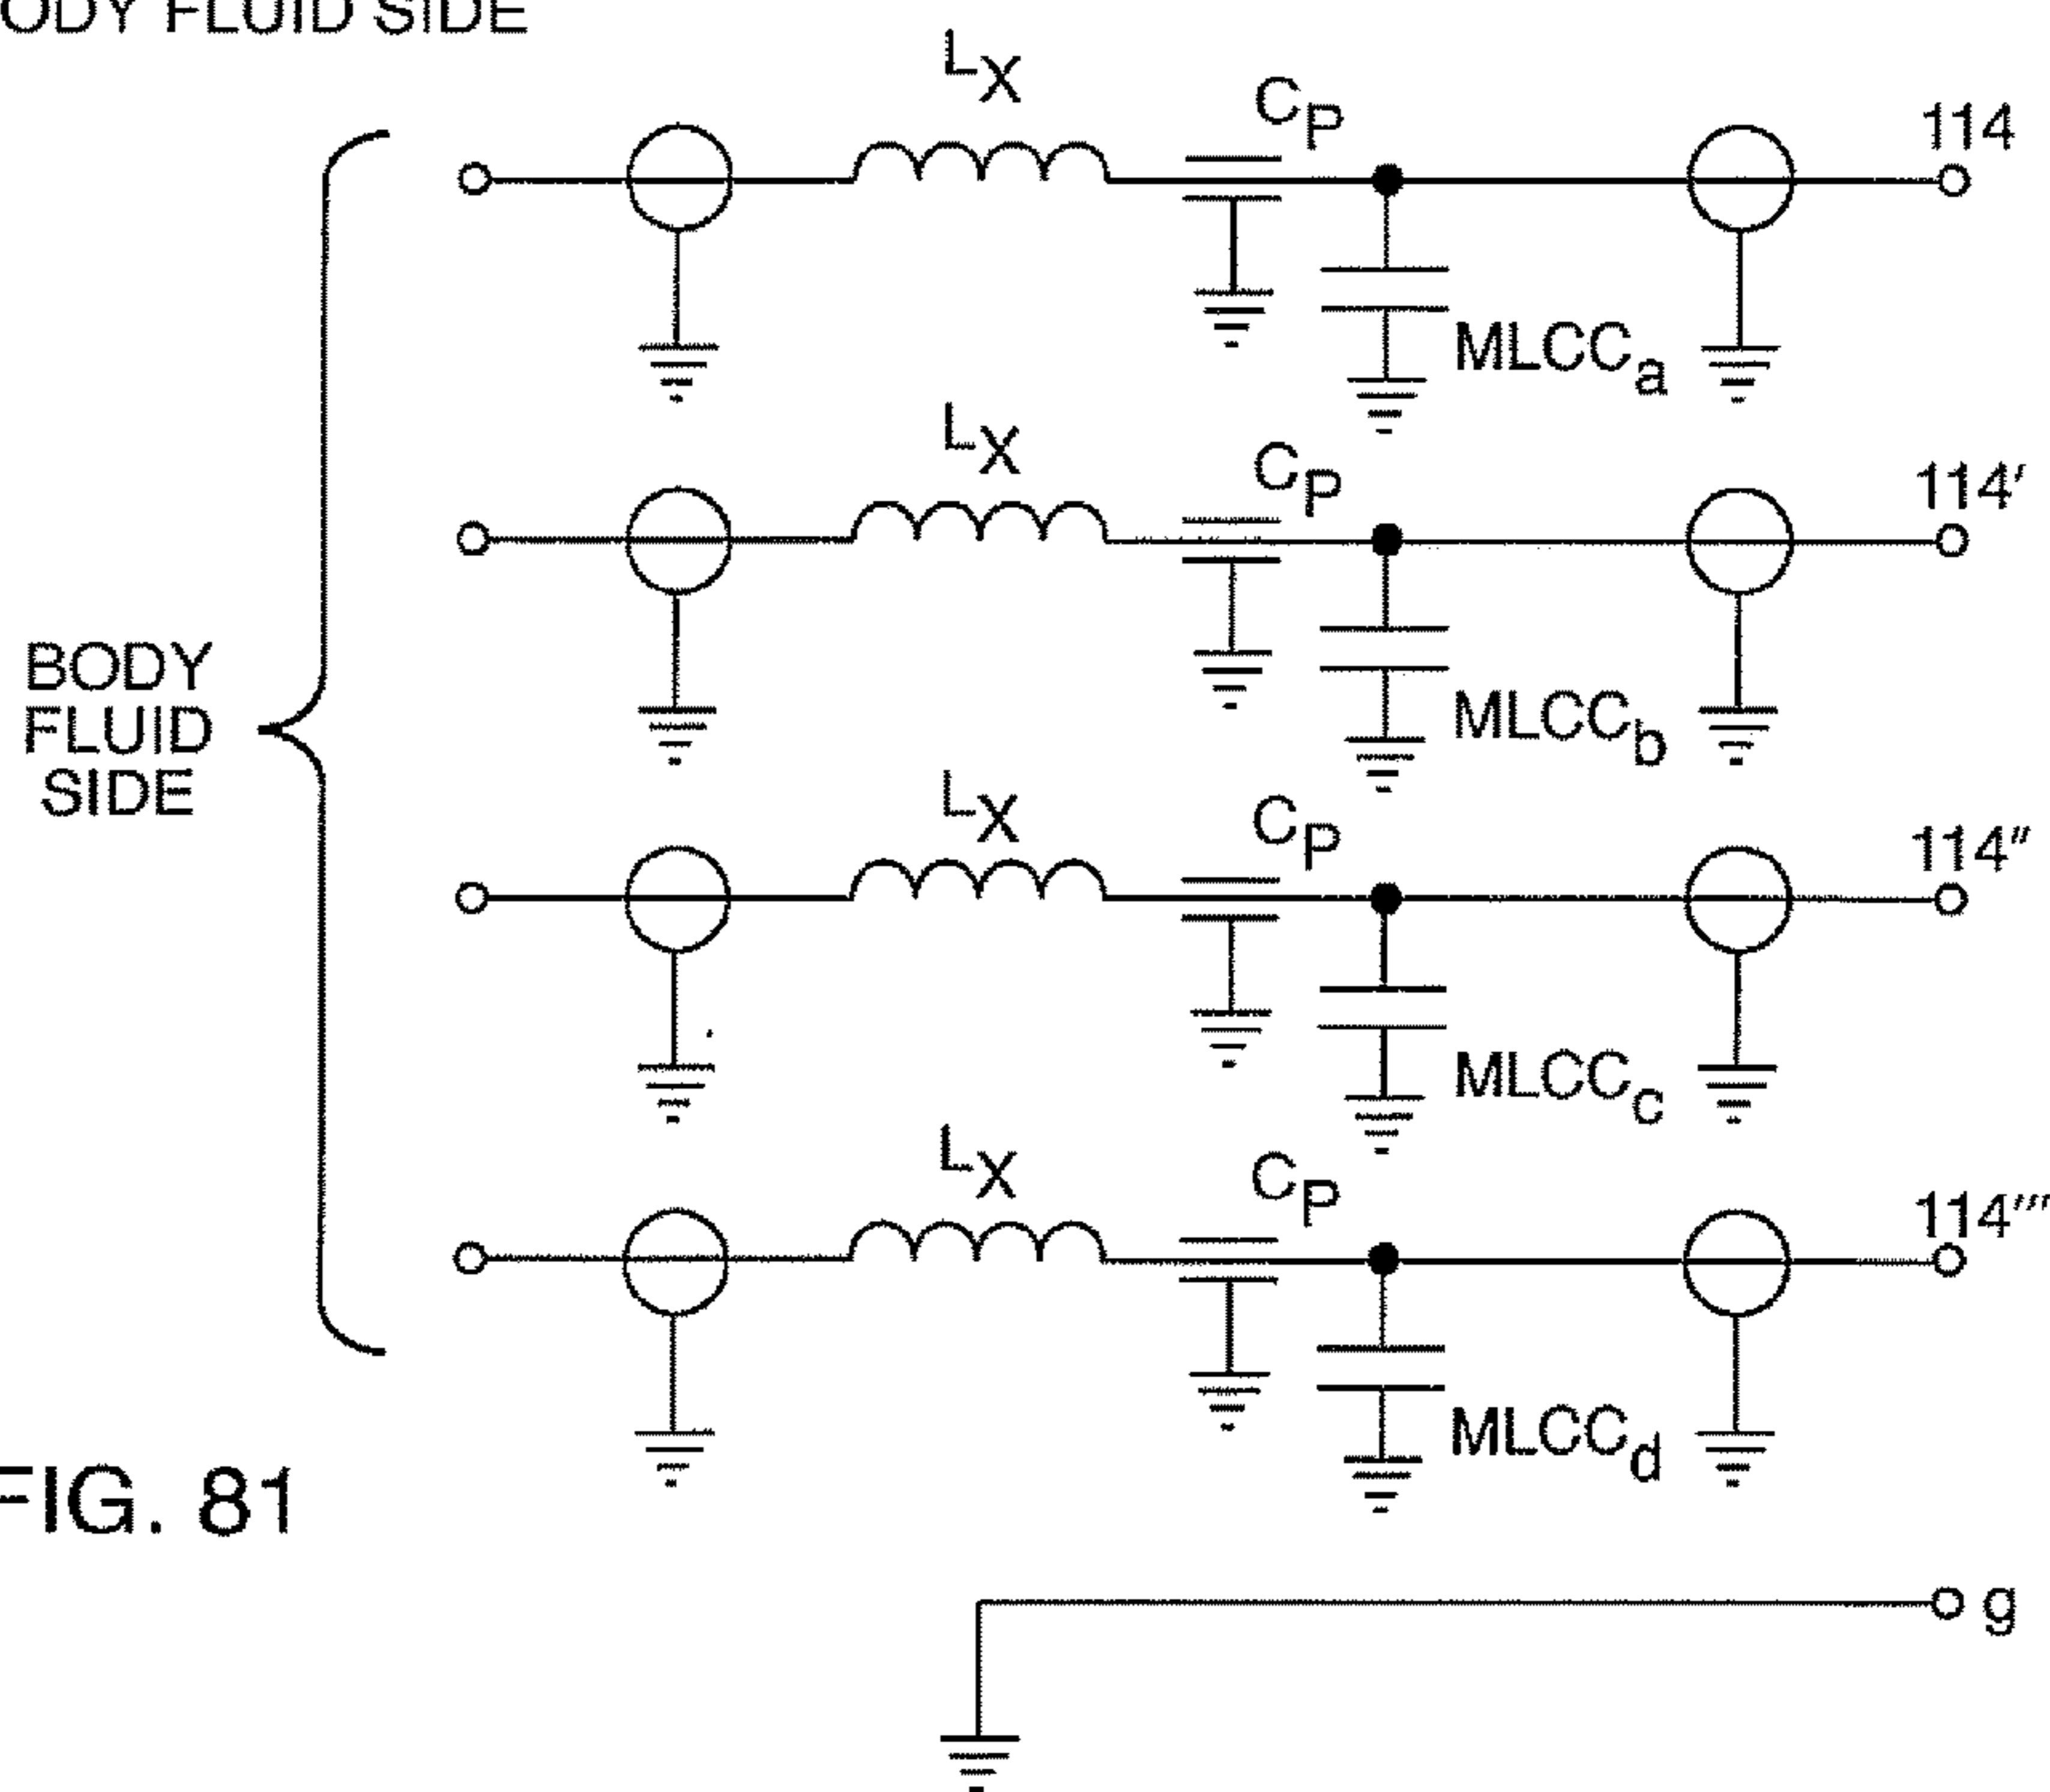 ODY FLUID SIDE
LX
CP
114
MLCCa
LX
CP
114′
MLCCb
BODY
FLUID
SIDE
LX
CP
114″
MLCCc
LX
CP
114‴
MLCCd
FIG. 81
g